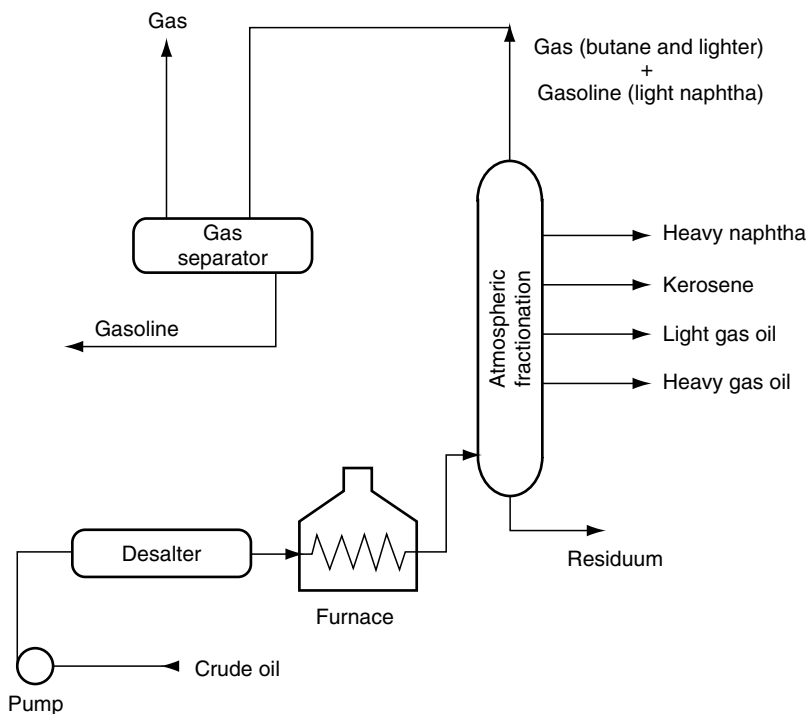 Gas
Gas (butane and lighter)
+
Gasoline (light naphtha)
Gas
separator
Heavy naphtha
Kerosene
Light gas oil
Heavy gas oil
Atmospheric
fractionation
Gasoline
Desalter
Furnace
Residuum
Crude oil
Pump